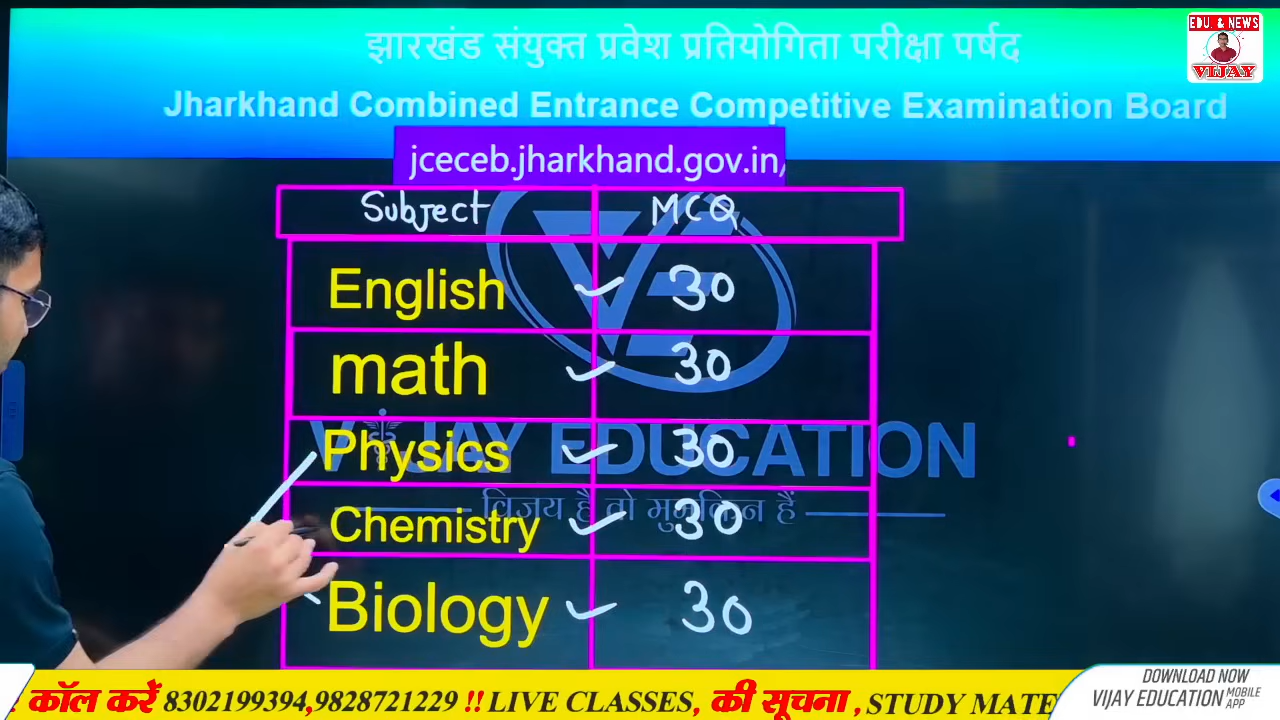 झारखंड संयुक्त प्रवेश प्रतियोगिता परीक्षा पर्षद
EDU. & NEWS
VIJAY
Jharkhand Combined Entrance Competitive Examination Board
jceceb.jharkhand.gov.in/
Subject MCQ
English 30
math 30
Physics 30
VIJAY EDUCATION
विजय है तो मुमकिन हैं
Chemistry 30
Biology 30
कॉल करें 8302199394,9828721229 !! LIVE CLASSES, की सूचना , STUDY MATE
DOWNLOAD NOW
VIJAY EDUCATION MOBILE APP